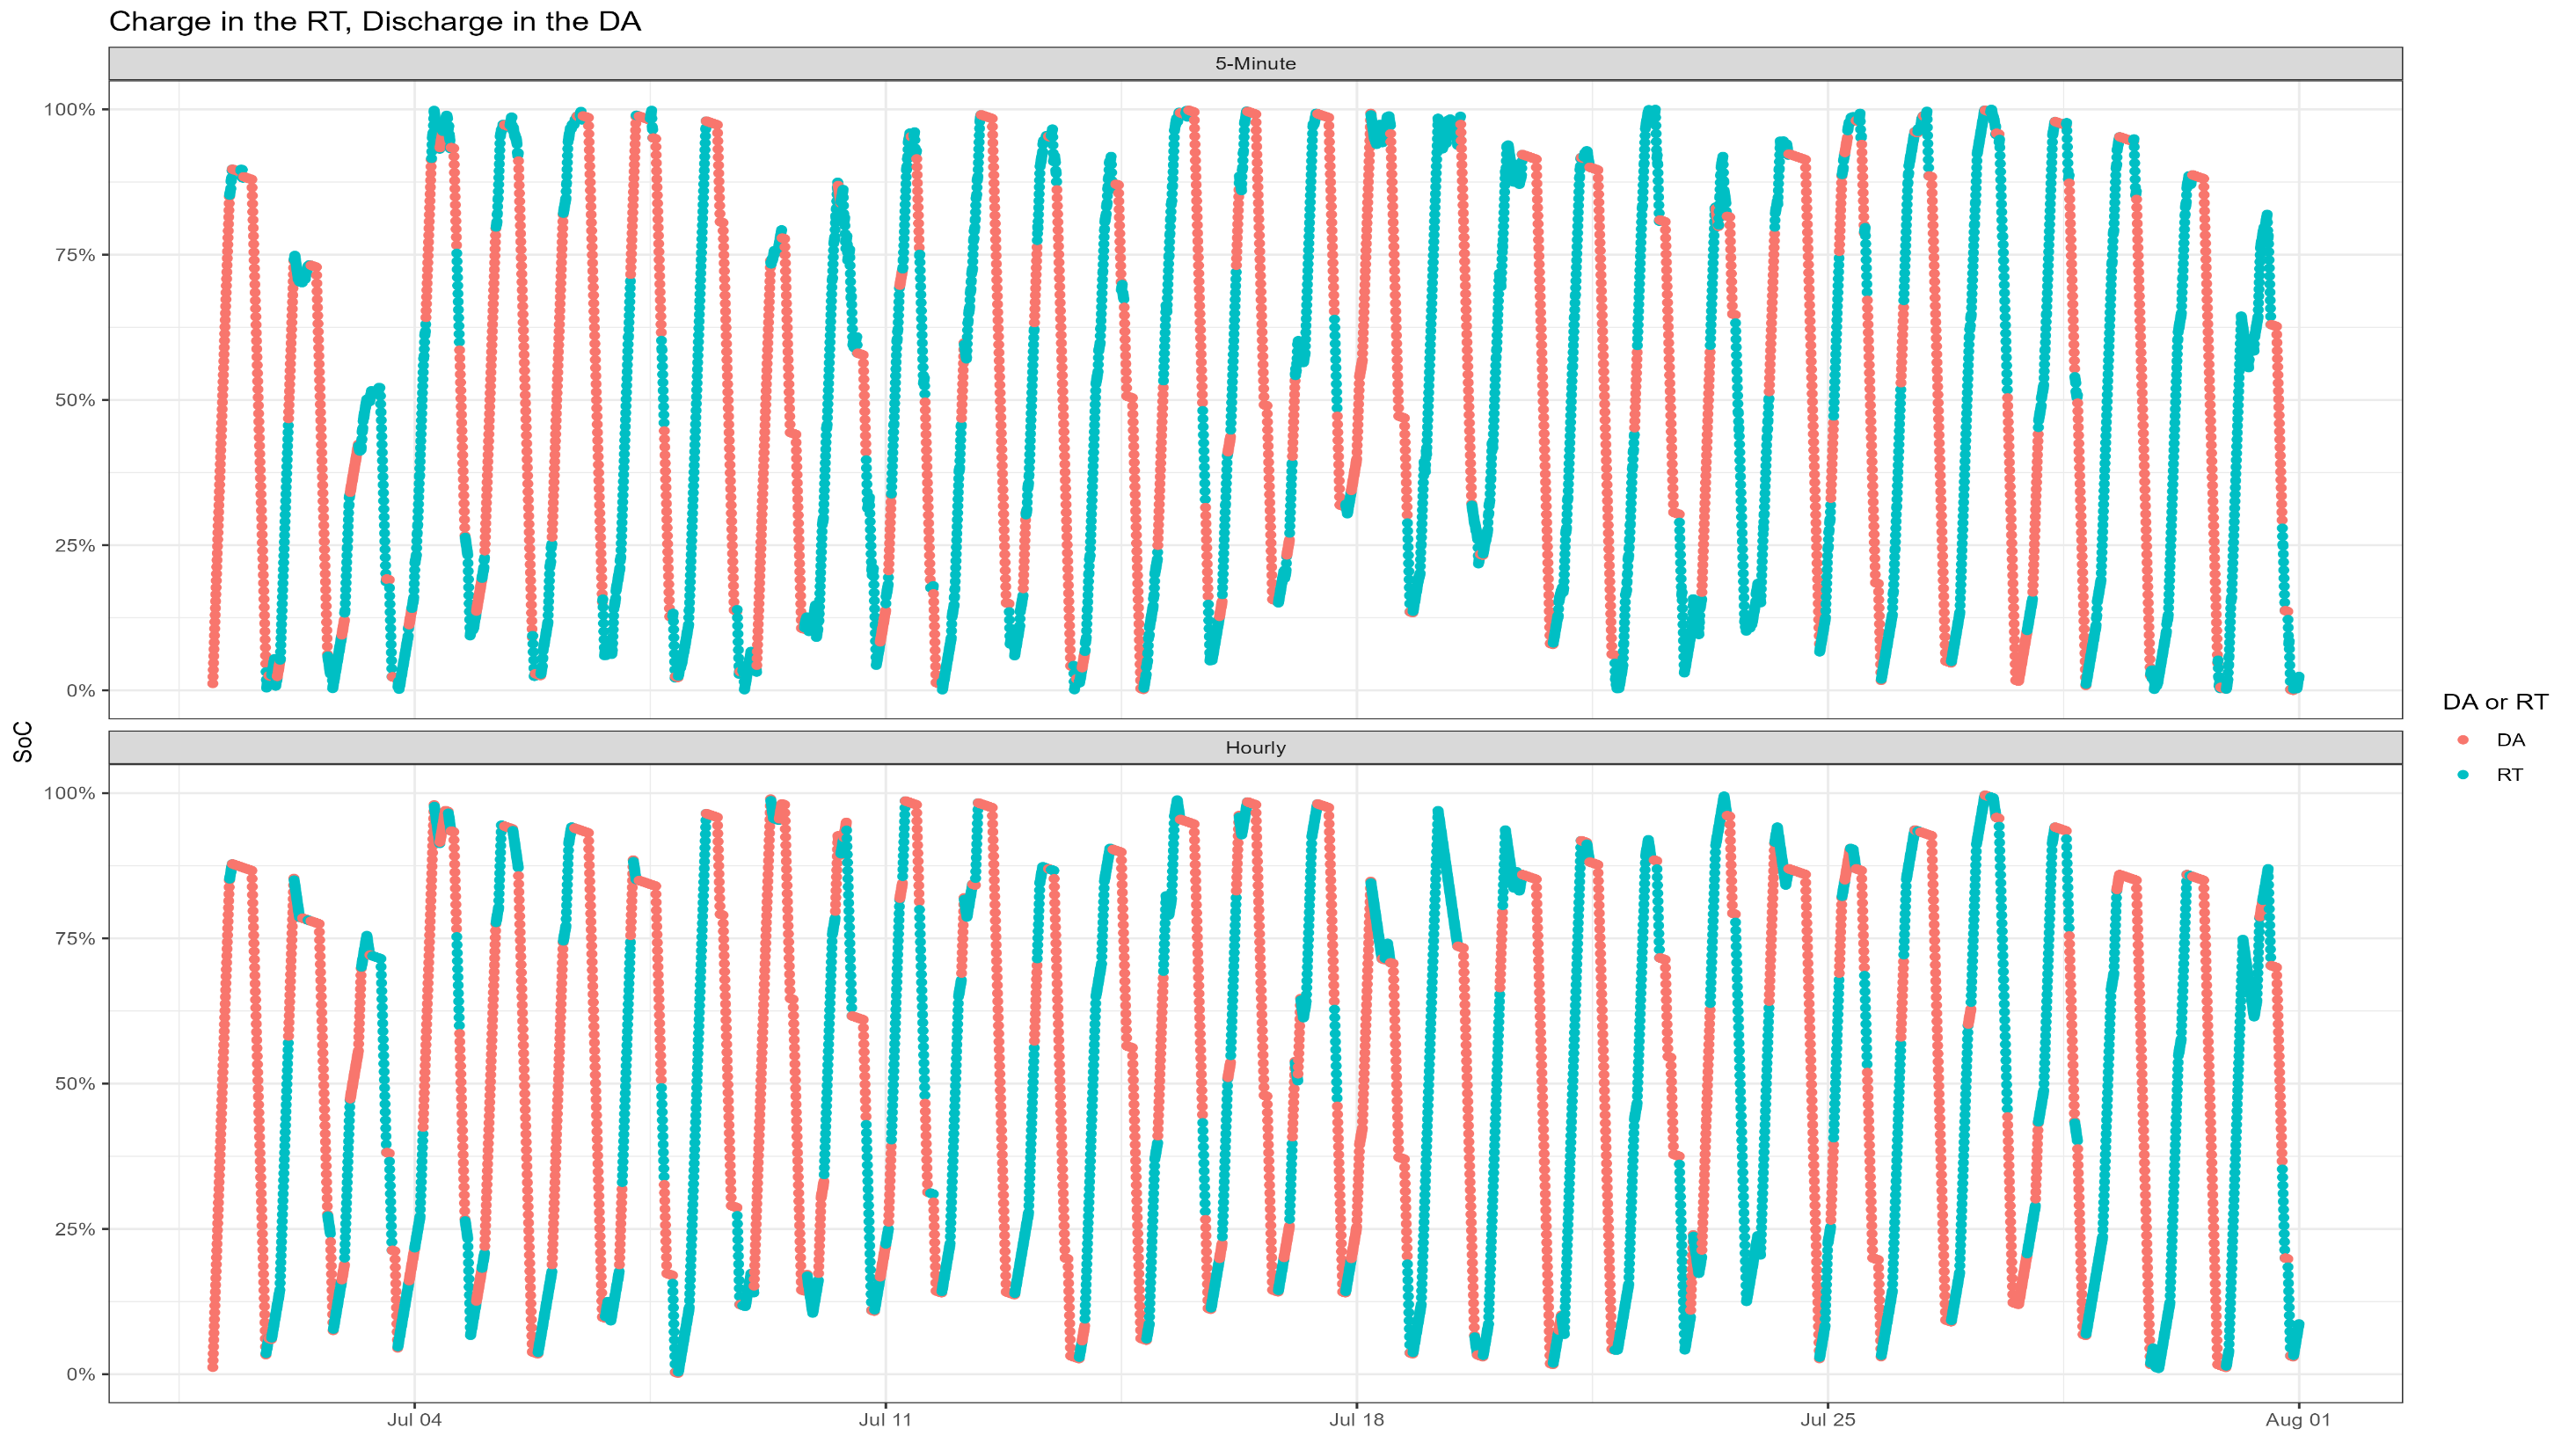 Charge in the RT, Discharge in the DA
5-Minute
100%
75%
50%
25%
0%
SoC
Hourly
100%
75%
50%
25%
0%
Jul 04 Jul 11 Jul 18 Jul 25 Aug 01
DA or RT
DA
RT